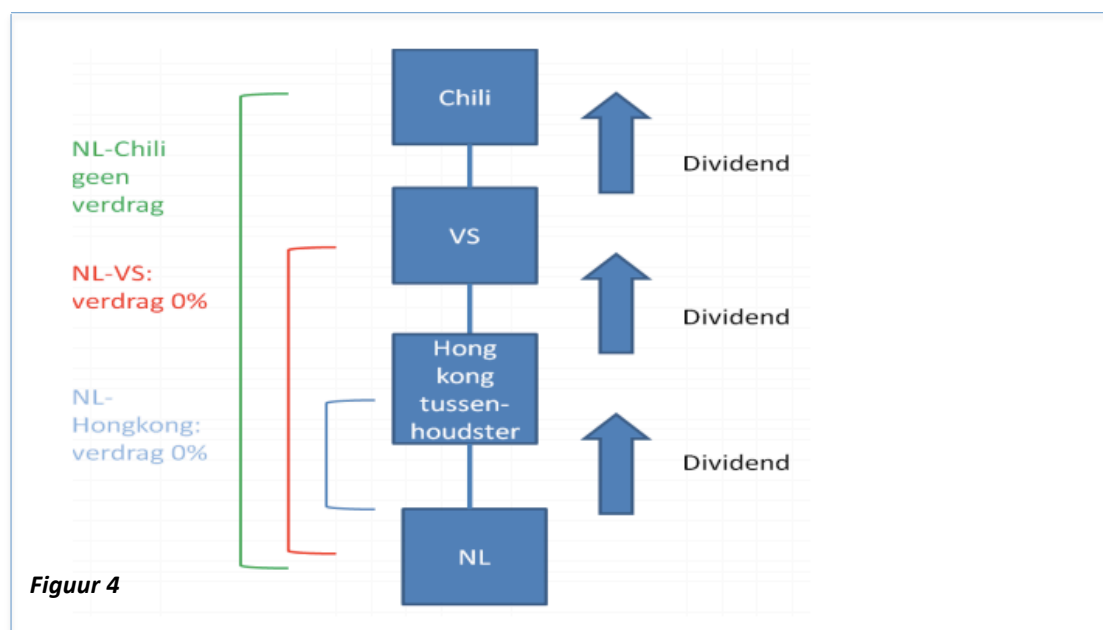 Chili
NL-Chili
geen
verdrag
Dividend
VS
NL-VS:
verdrag 0%
Dividend
Hong
kong
tussen-
houdster
NL-
Hongkong:
verdrag 0%
Dividend
NL
Figuur 4